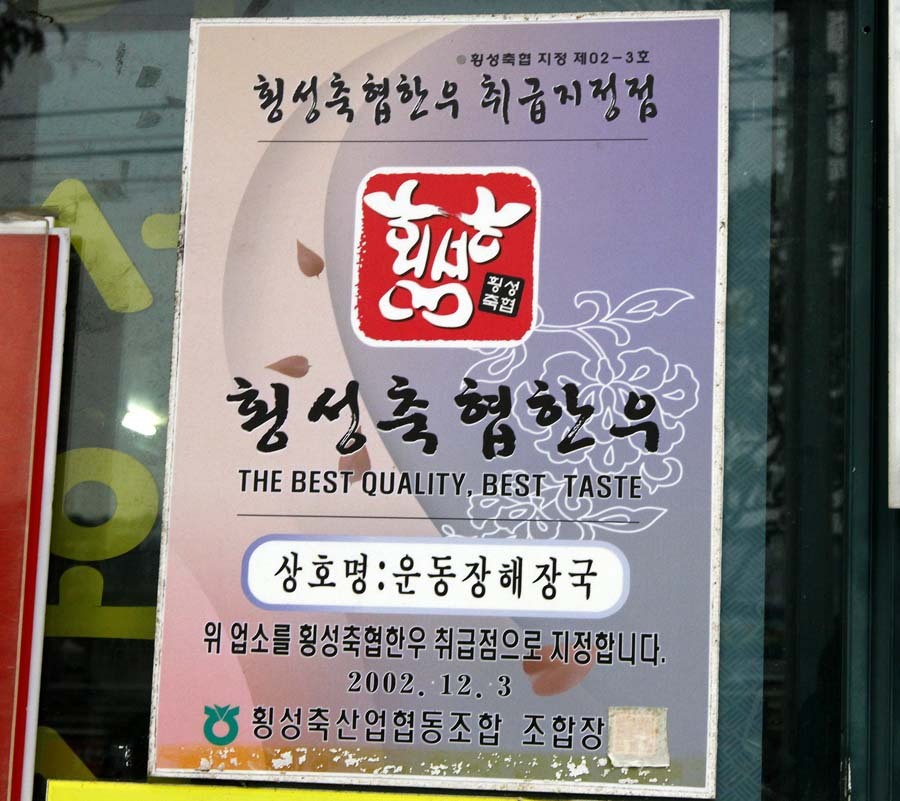 횡성축협 지정 제02-3호
횡성축협한우 취급지정점
횡성
횡성
축협
횡성축협한우
THE BEST QUALITY, BEST TASTE
상호명:운동장해장국
위 업소를 횡성축협한우 취급점으로 지정합니다.
2002. 12. 3
횡성축산업협동조합 조합장